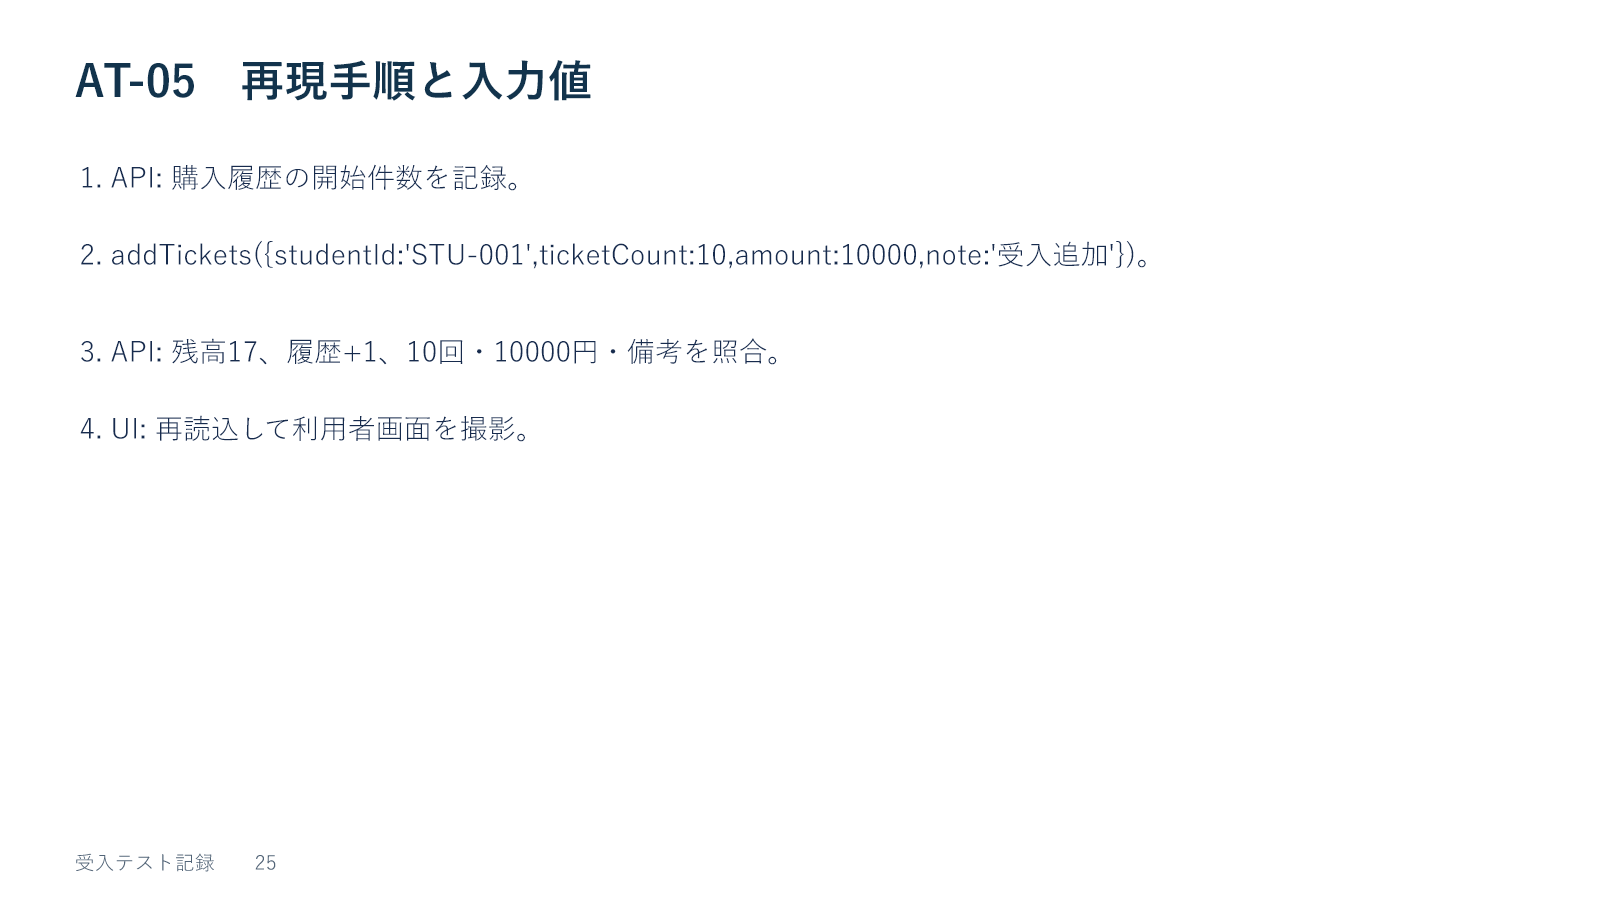 AT-05　再現手順と入力値
1. API: 購入履歴の開始件数を記録。
2. addTickets({studentId:'STU-001',ticketCount:10,amount:10000,note:'受入追加'})。
3. API: 残高17、履歴+1、10回・10000円・備考を照合。
4. UI: 再読込して利用者画面を撮影。
受入テスト記録　　25